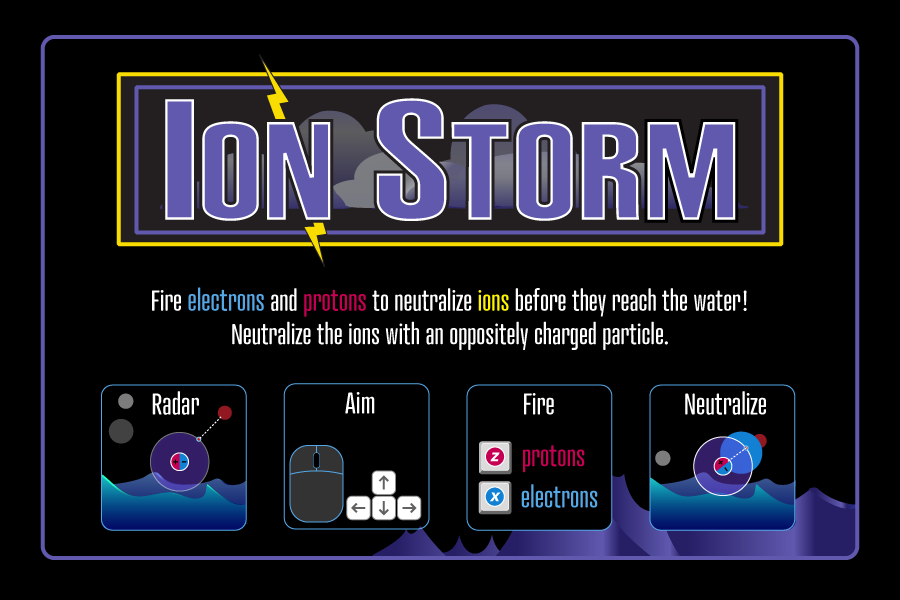 ION STORM
Fire electrons and protons to neutralize ions before they reach the water!
Neutralize the ions with an oppositely charged particle.
Radar
Aim
Fire
Neutralize
z protons
x electrons